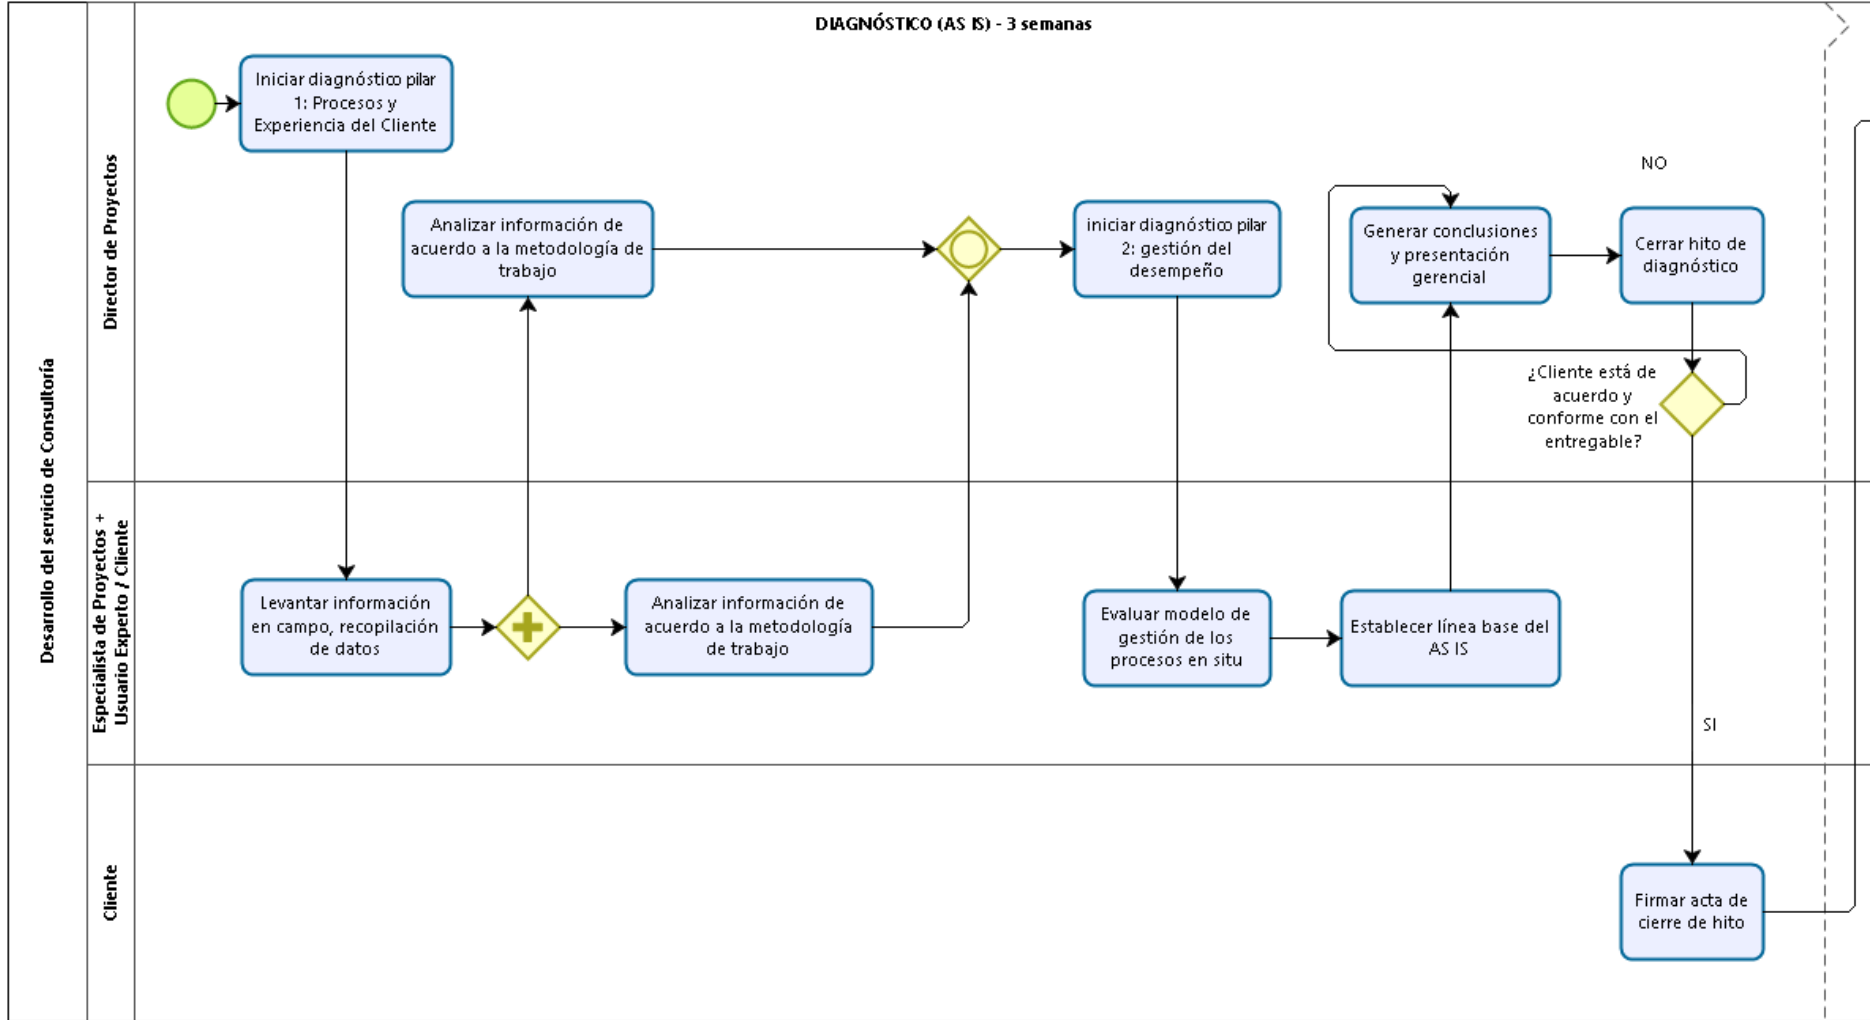 DIAGNÓSTICO (AS IS) - 3 semanas
Desarrollo del servicio de Consultoría
Director de Proyectos
Iniciar diagnóstico pilar
1: Procesos y
Experiencia del Cliente
Analizar información de
acuerdo a la metodología de
trabajo
iniciar diagnóstico pilar
2: gestión del
desempeño
Generar conclusiones
y presentación
gerencial
NO
Cerrar hito de
diagnóstico
¿Cliente está de
acuerdo y
conforme con el
entregable?
Especialista de Proyectos +
Usuario Experto / Cliente
Levantar información
en campo, recopilación
de datos
Analizar información de
acuerdo a la metodología
de trabajo
Evaluar modelo de
gestión de los
procesos en situ
Establecer línea base del
AS IS
SI
Cliente
Firmar acta de
cierre de hito